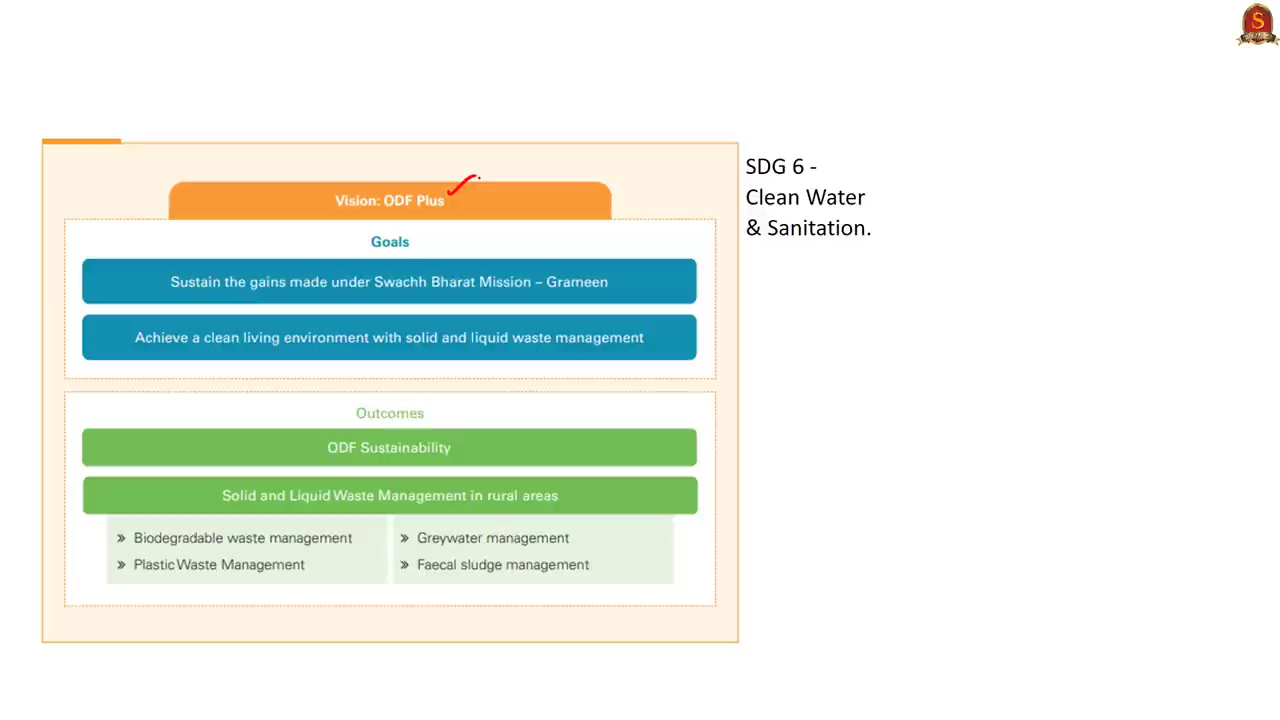 S
Vision: ODF Plus
Goals
Sustain the gains made under Swachh Bharat Mission – Grameen
Achieve a clean living environment with solid and liquid waste management
Outcomes
ODF Sustainability
Solid and Liquid Waste Management in rural areas
» Biodegradable waste management
» Plastic Waste Management
» Greywater management
» Faecal sludge management
SDG 6 -
Clean Water
& Sanitation.